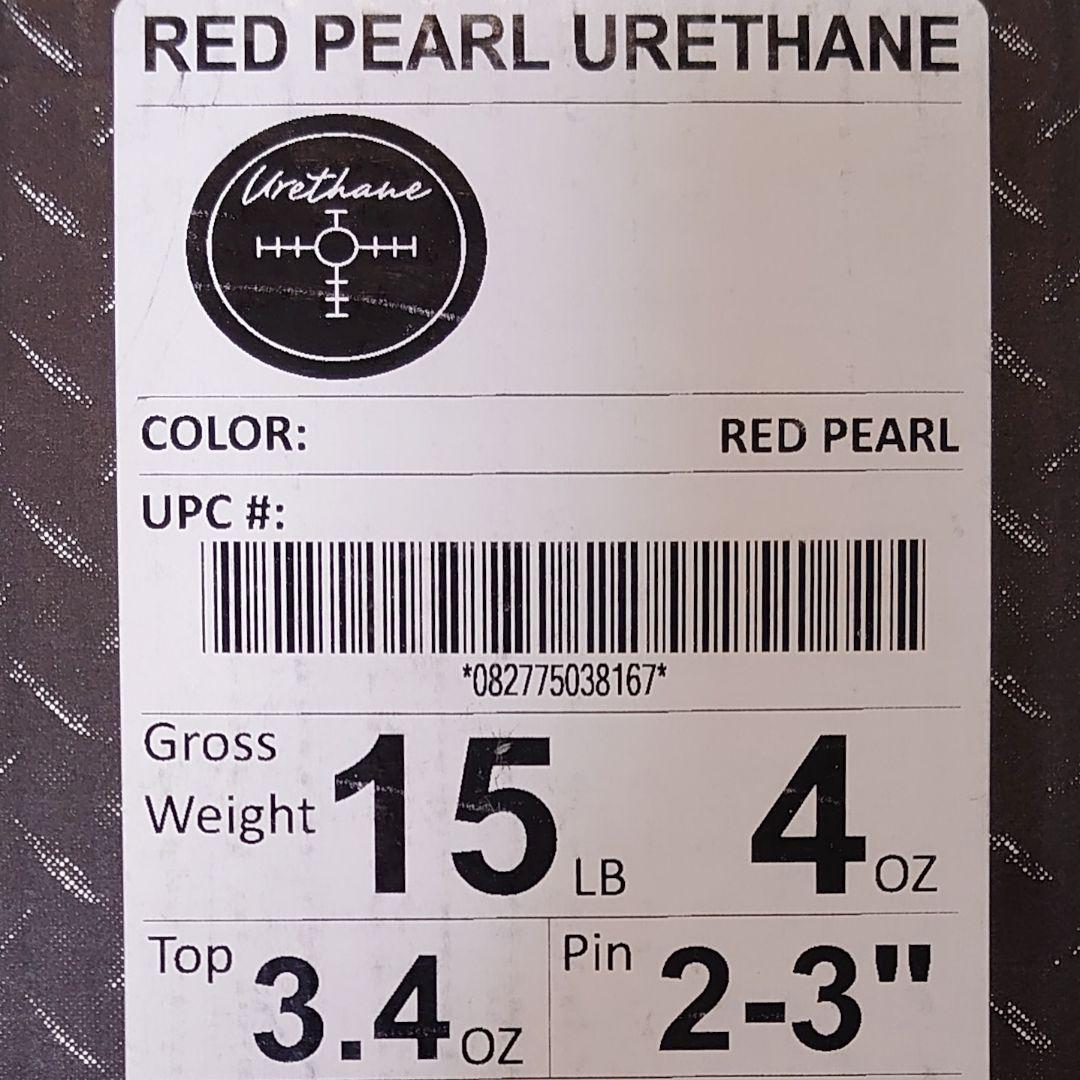 RED PEARL URETHANE
Urethane
COLOR: RED PEARL
UPC #:
*082775038167*
Gross Weight 15 LB 4 OZ
Top 3.4 OZ Pin 2-3"